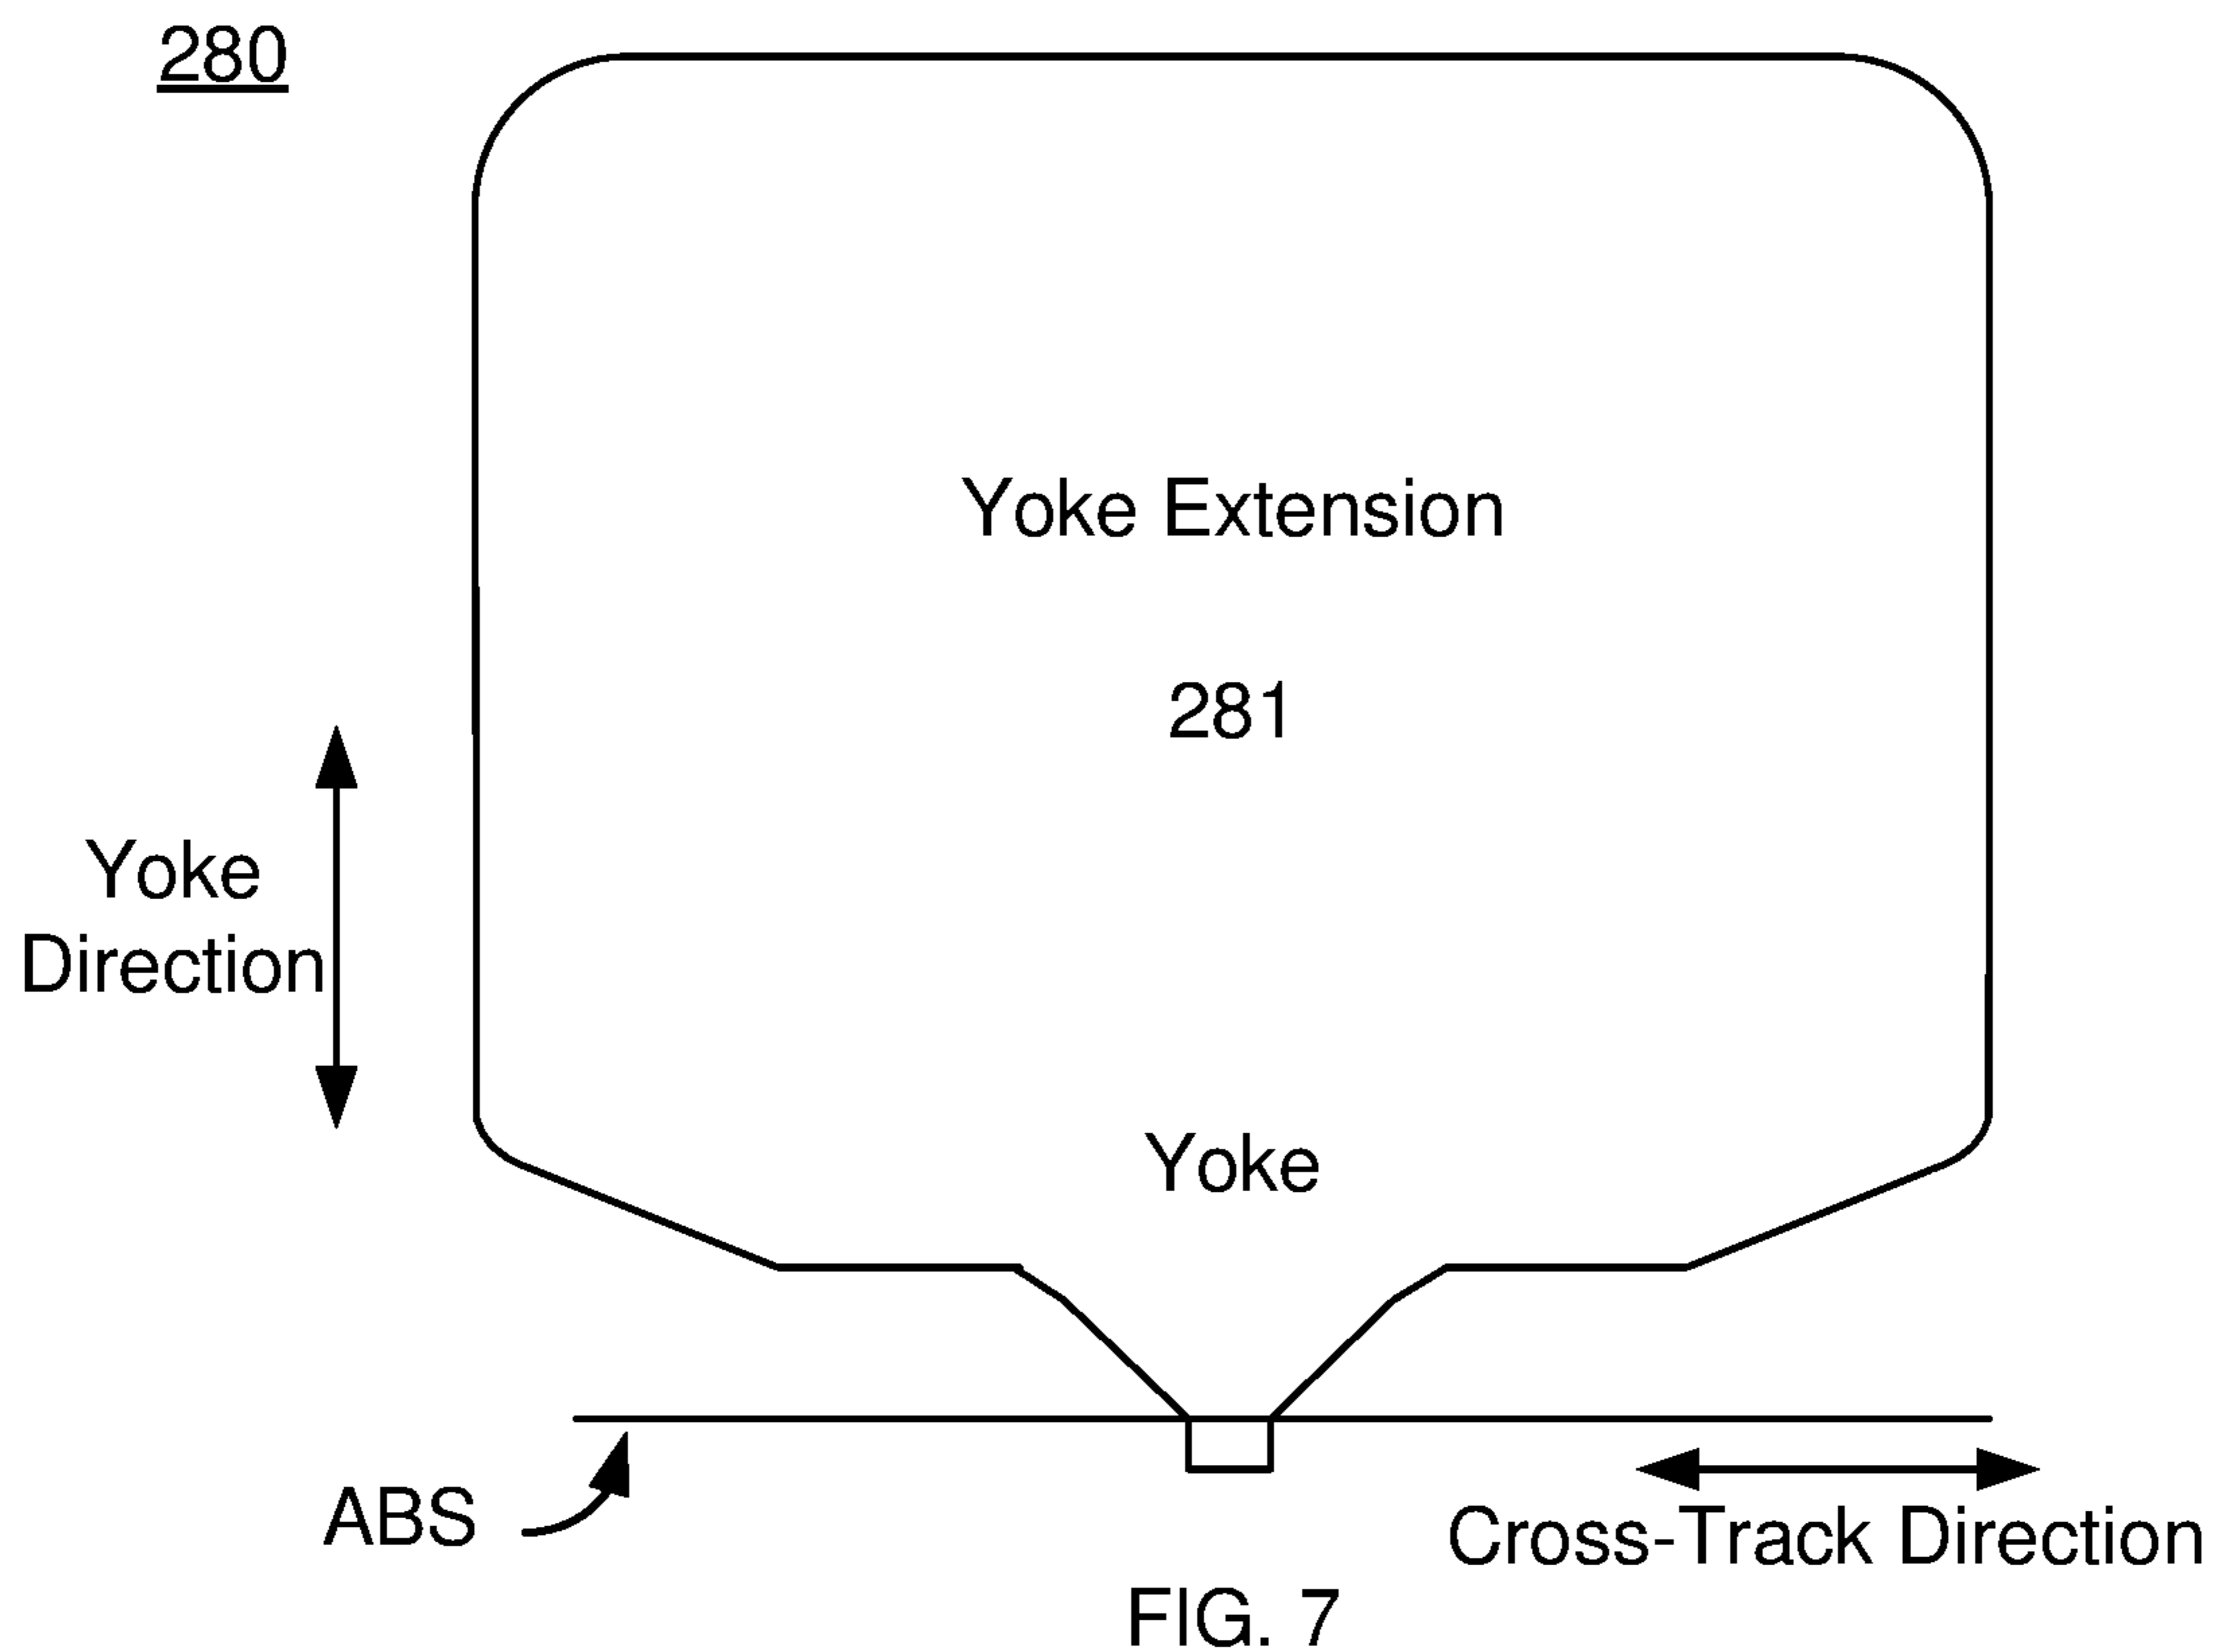 280
Yoke Extension
281
Yoke
Direction
Yoke
ABS
Cross-Track Direction
FIG. 7